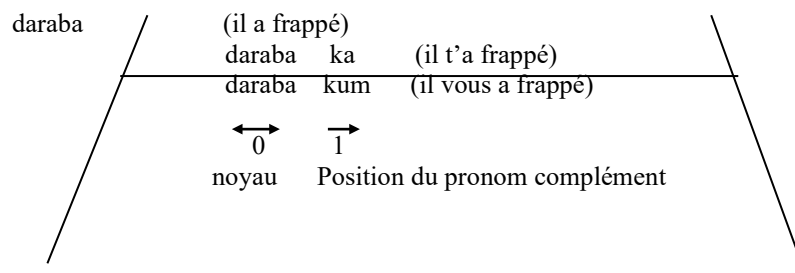 daraba (il a frappé)
daraba ka (il t’a frappé)
daraba kum (il vous a frappé)
0 1
noyau Position du pronom complément